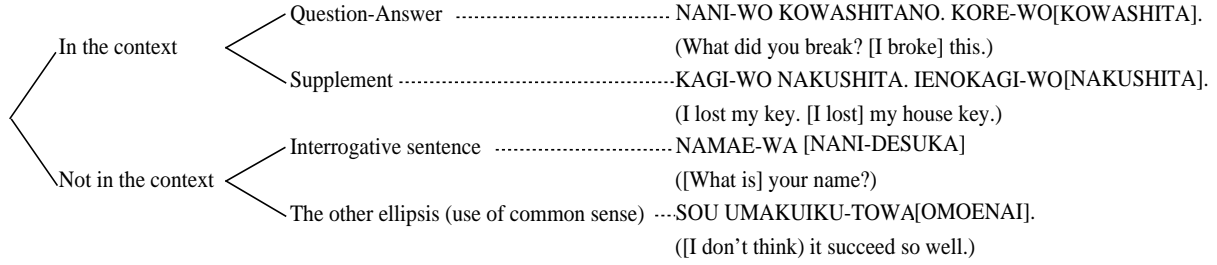 Question-Answer NANI-WO KOWASHITANO. KORE-WO[KOWASHITA].
In the context (What did you break? [I broke] this.)
Supplement KAGI-WO NAKUSHITA. IENOKAGI-WO[NAKUSHITA].
(I lost my key. [I lost] my house key.)
Interrogative sentence NAMAE-WA [NANI-DESUKA]
Not in the context ([What is] your name?)
The other ellipsis (use of common sense) SOU UMAKUIKU-TOWA[OMOENAI].
([I don't think) it succeed so well.)